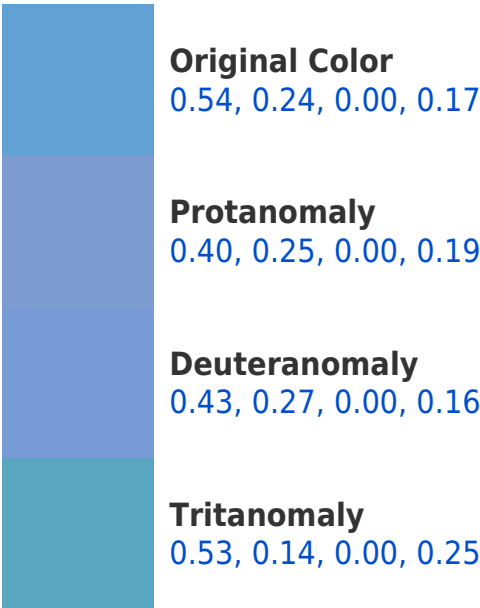 Original Color
0.54, 0.24, 0.00, 0.17
Protanomaly
0.40, 0.25, 0.00, 0.19
Deuteranomaly
0.43, 0.27, 0.00, 0.16
Tritanomaly
0.53, 0.14, 0.00, 0.25